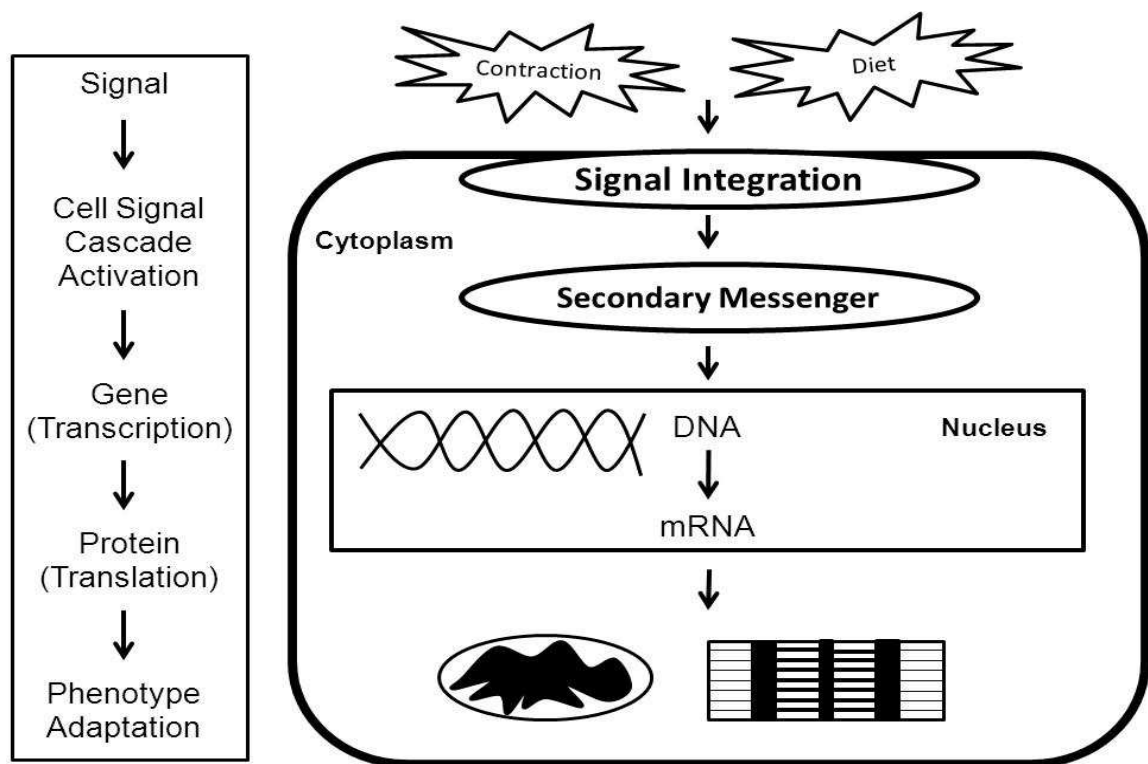 Signal
Cell Signal
Cascade
Activation
Gene
(Transcription)
Protein
(Translation)
Phenotype
Adaptation
Contraction
Diet
Signal Integration
Cytoplasm
Secondary Messenger
DNA
Nucleus
mRNA